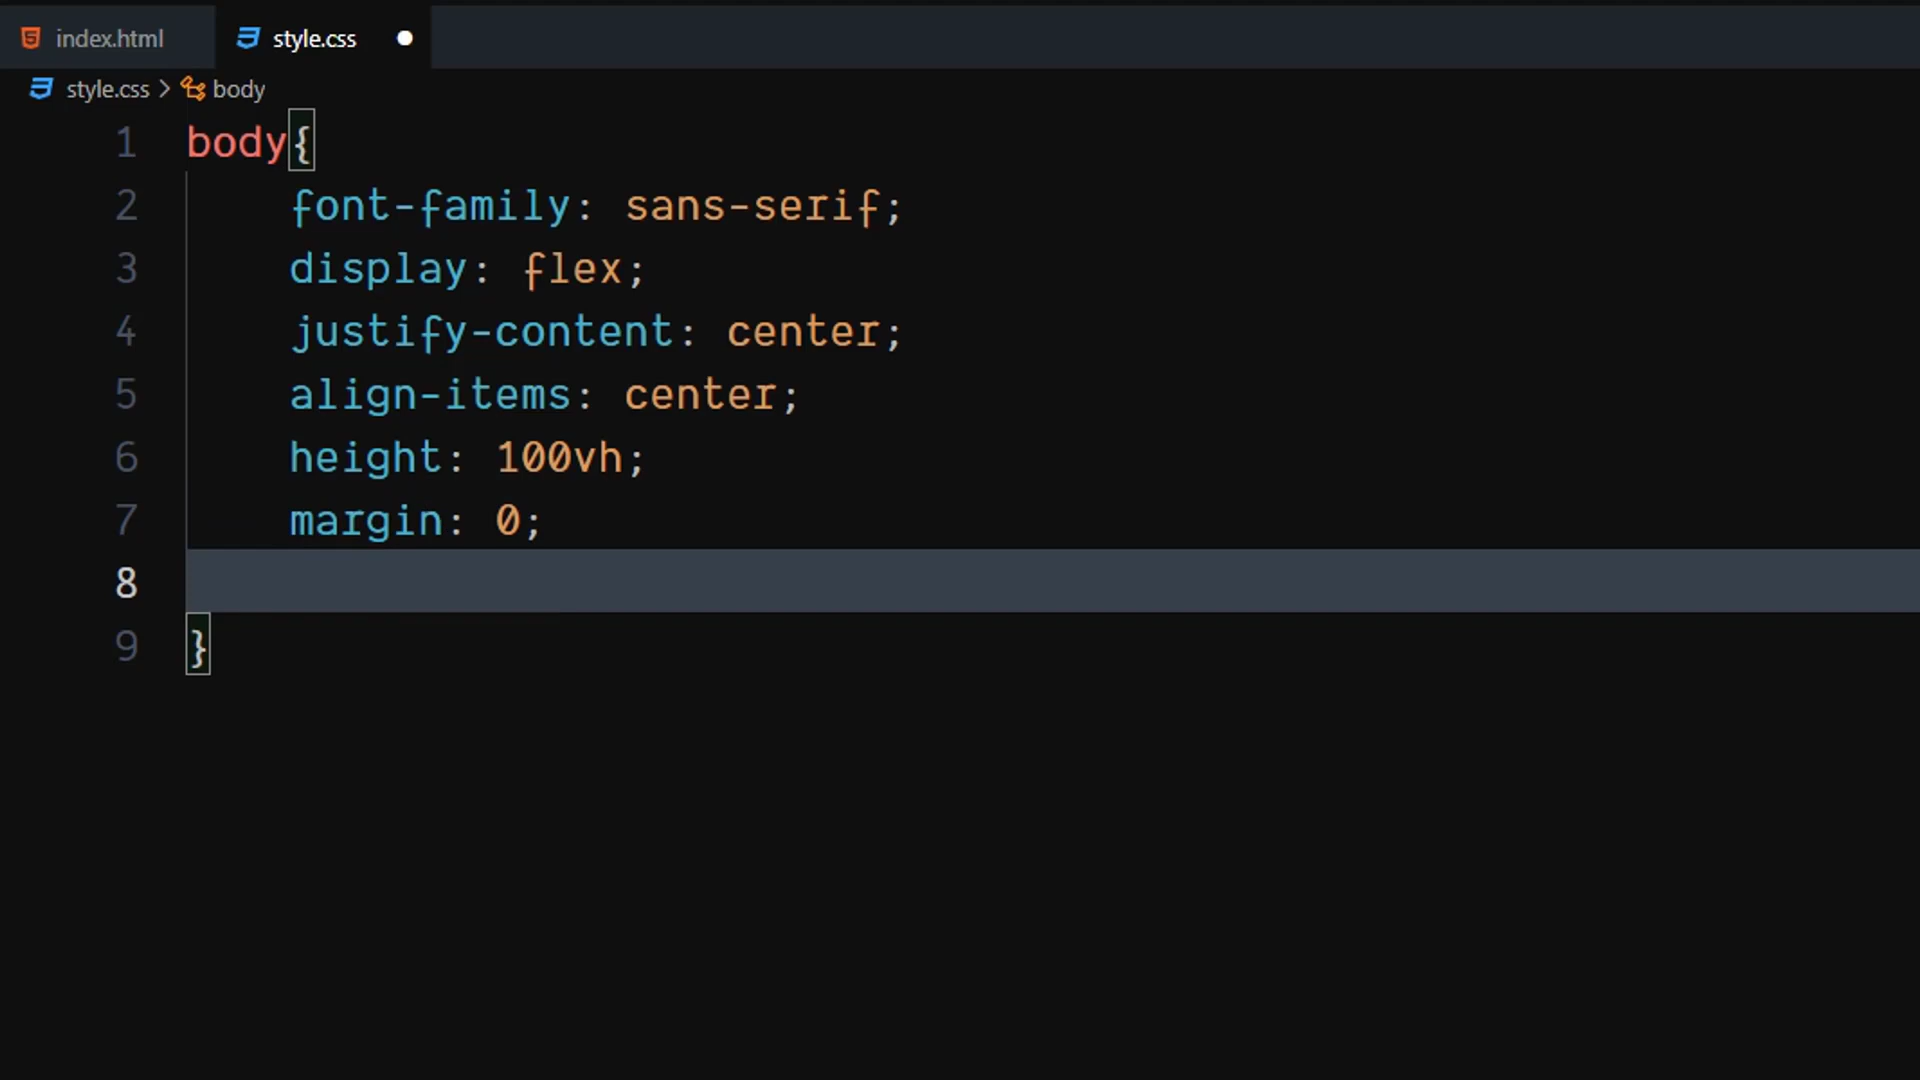 index.html style.css
style.css > body
1 body{
2 font-family: sans-serif;
3 display: flex;
4 justify-content: center;
5 align-items: center;
6 height: 100vh;
7 margin: 0;
8
9 }